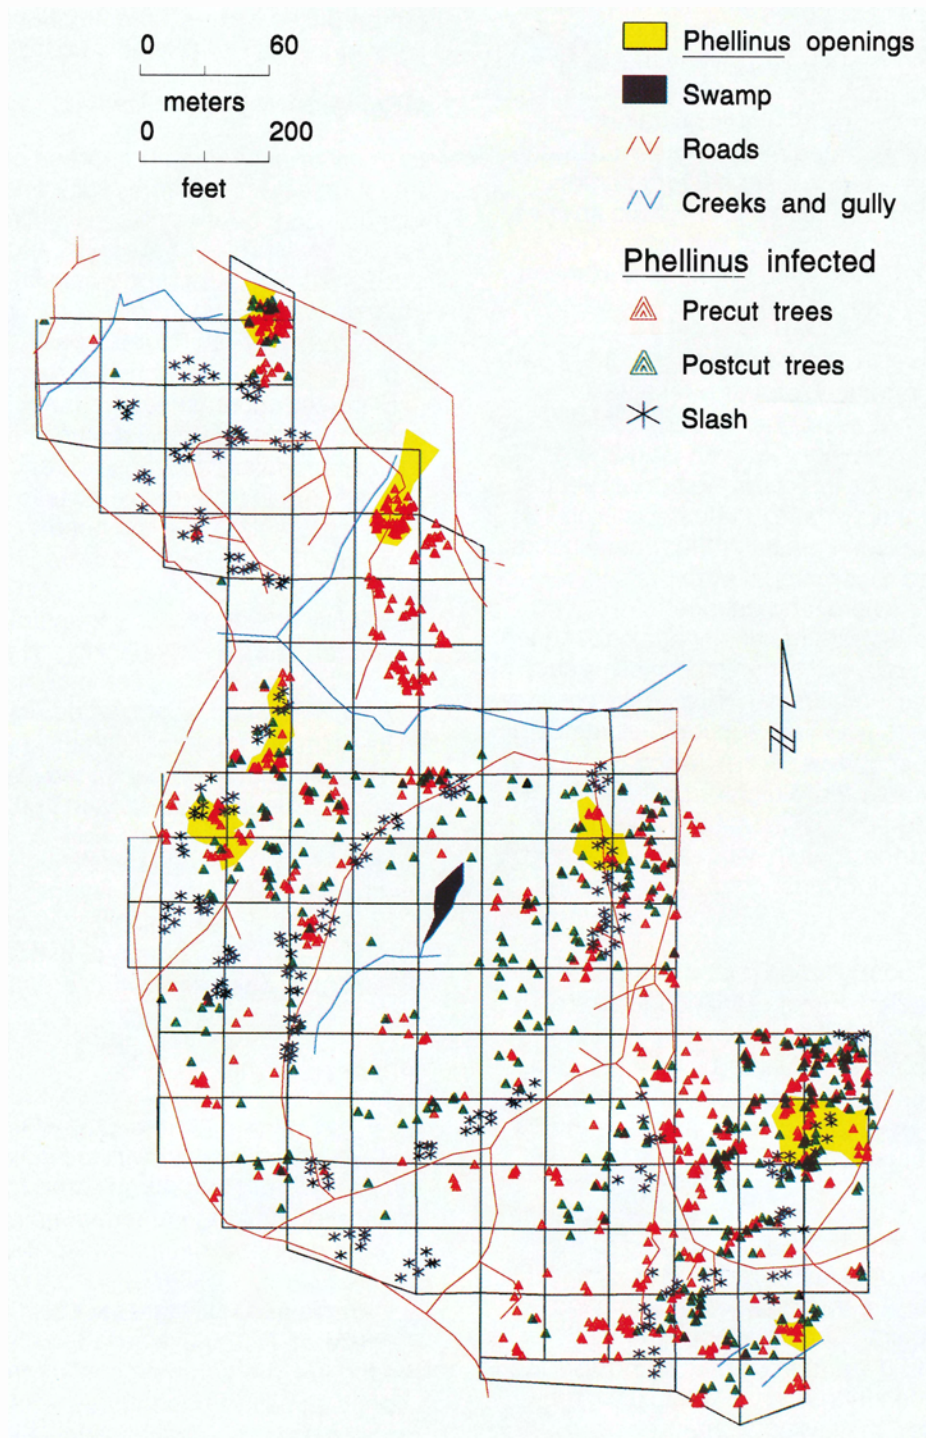 0 60
meters
0 200
feet
Phellinus openings
Swamp
Roads
Creeks and gully
Phellinus infected
Precut trees
Postcut trees
Slash